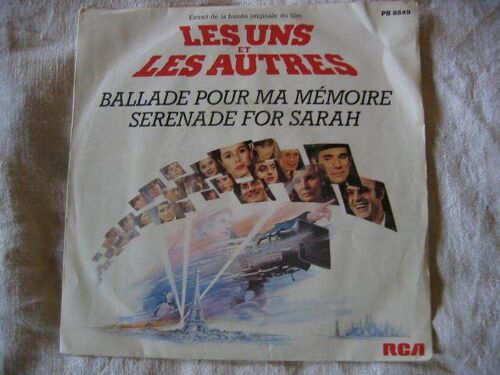 Extrait de la bande originale du film
PB 8849
LES UNS
ET
LES AUTRES
BALLADE POUR MA MÉMOIRE
SERENADE FOR SARAH
RCA